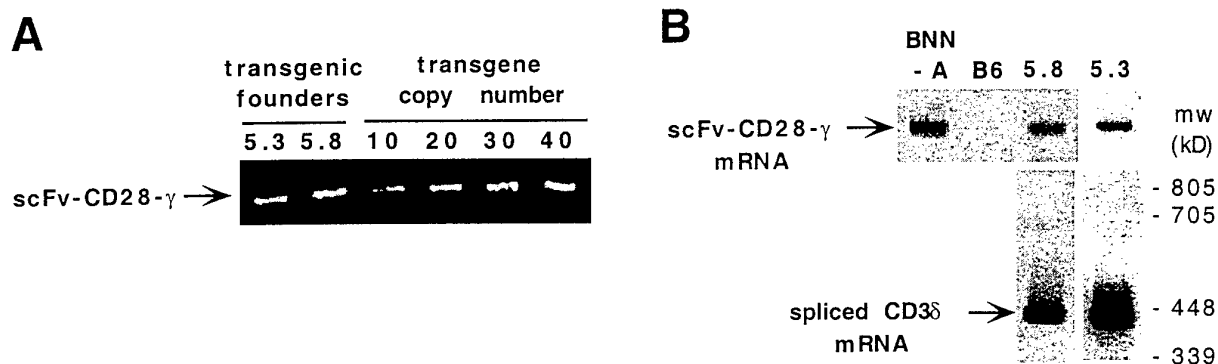 A
transgenic founders
transgene copy number
5.3 5.8 10 20 30 40
scFv-CD28-γ
B
BNN - A B6 5.8 5.3
scFv-CD28-γ mRNA
mw (kD)
- 805
- 705
spliced CD3δ mRNA
- 448
- 339